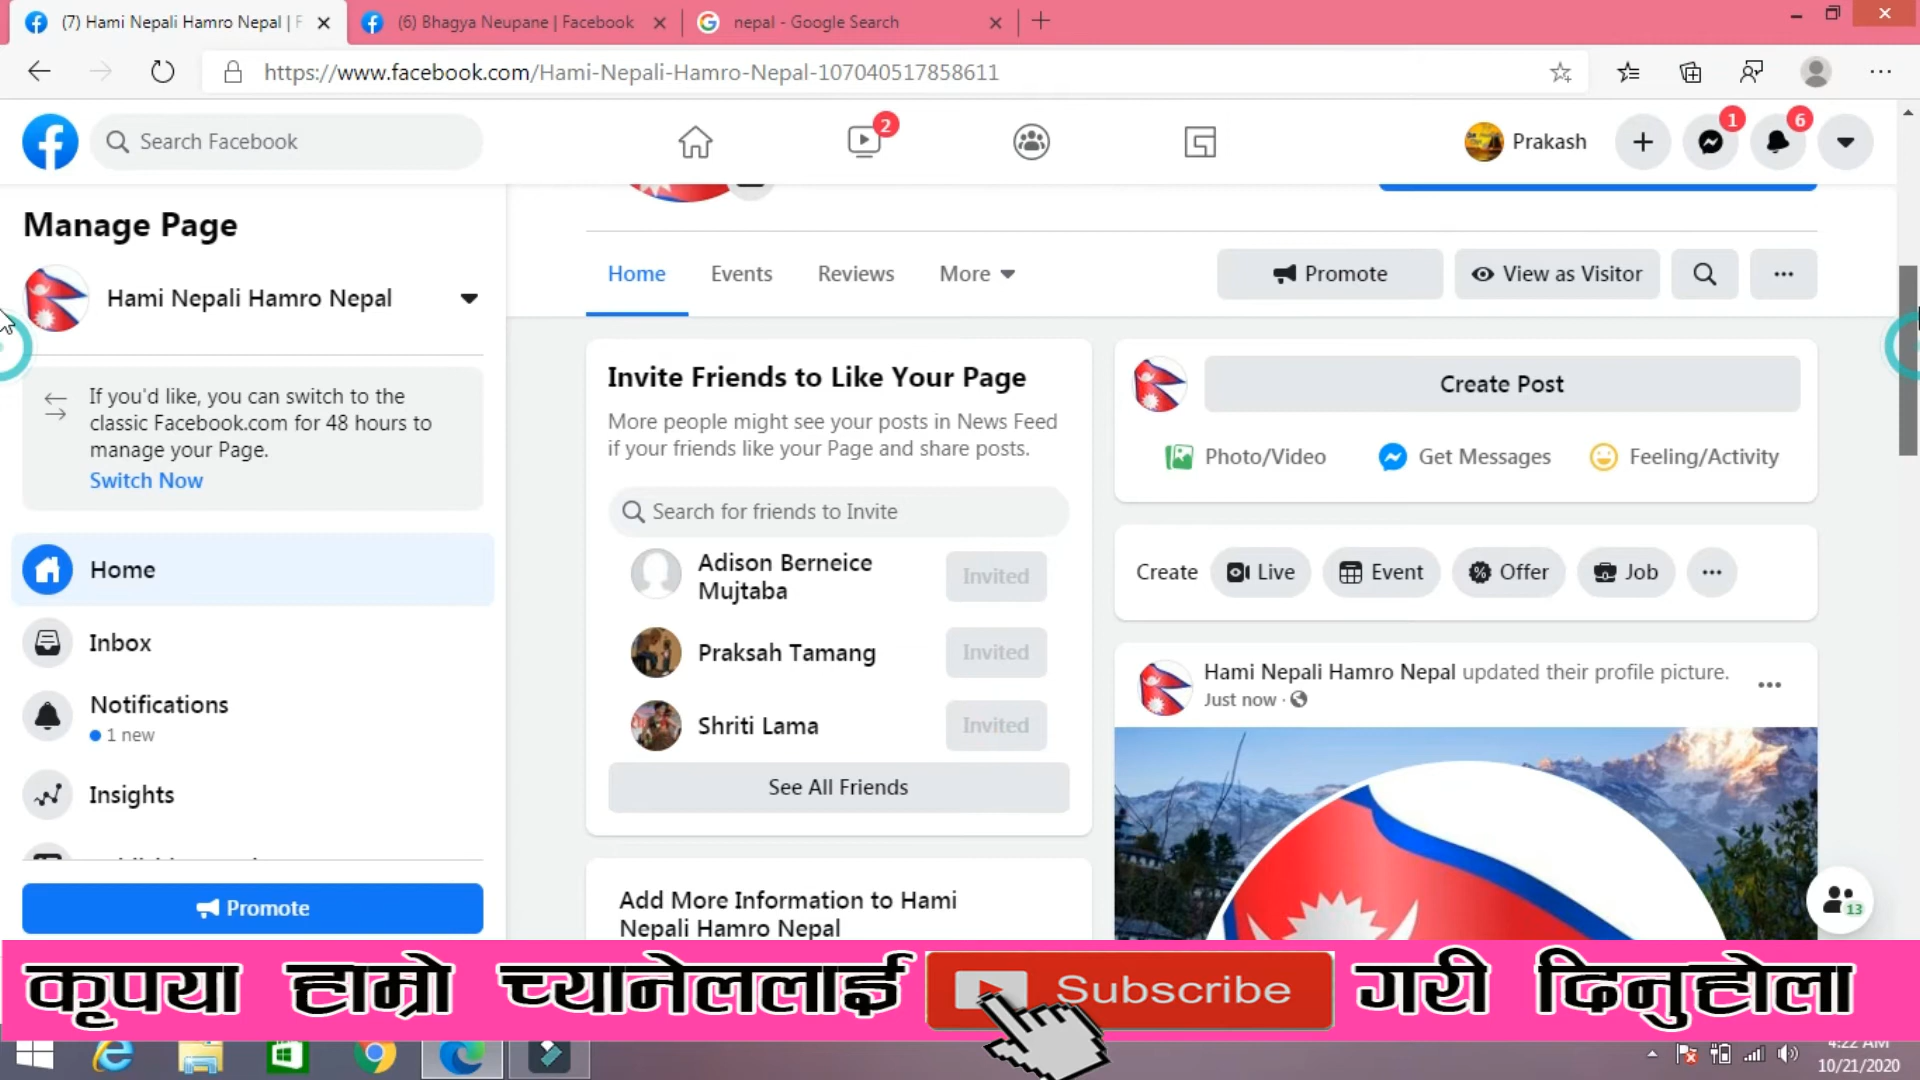 (7) Hami Nepali Hamro Nepal | F
(6) Bhagya Neupane | Facebook
nepal - Google Search
https://www.facebook.com/Hami-Nepali-Hamro-Nepal-107040517858611
Search Facebook
2
Prakash
1
6
Manage Page
Hami Nepali Hamro Nepal
If you'd like, you can switch to the
classic Facebook.com for 48 hours to
manage your Page.
Switch Now
Home
Inbox
Notifications
1 new
Insights
Promote
Home
Events
Reviews
More
Promote
View as Visitor
Invite Friends to Like Your Page
More people might see your posts in News Feed
if your friends like your Page and share posts.
Search for friends to Invite
Adison Berneice
Mujtaba
Invited
Praksah Tamang
Invited
Shriti Lama
Invited
See All Friends
Add More Information to Hami
Nepali Hamro Nepal
Create Post
Photo/Video
Get Messages
Feeling/Activity
Create
Live
Event
Offer
Job
Hami Nepali Hamro Nepal updated their profile picture.
Just now ·
13
कृपया हाम्रो च्यानेललाई Subscribe गरी दिनुहोला
4:22 AM
10/21/2020